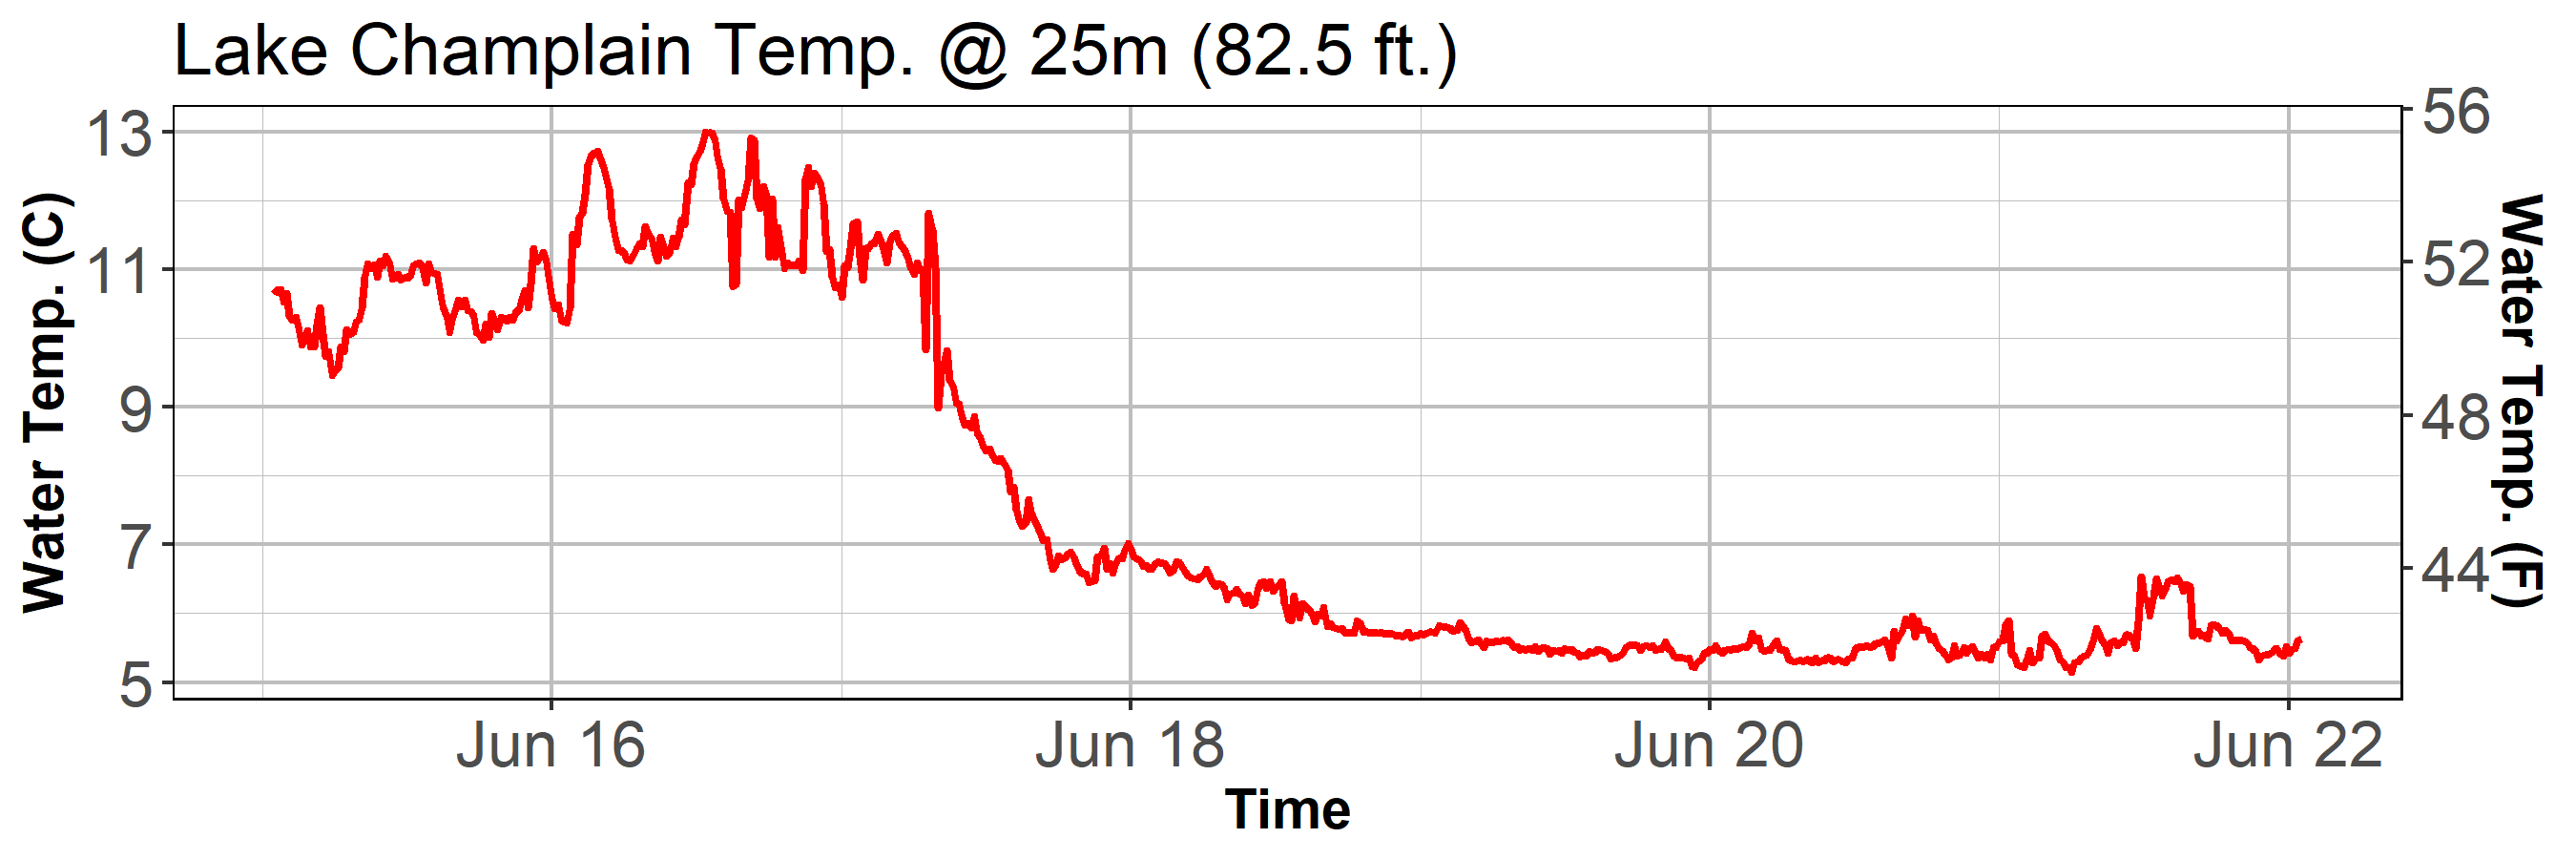 Lake Champlain Temp. @ 25m (82.5 ft.)
Water Temp. (C)
13
11
9
7
5
56
52
48
44
Water Temp. (F)
Jun 16 Jun 18 Jun 20 Jun 22
Time